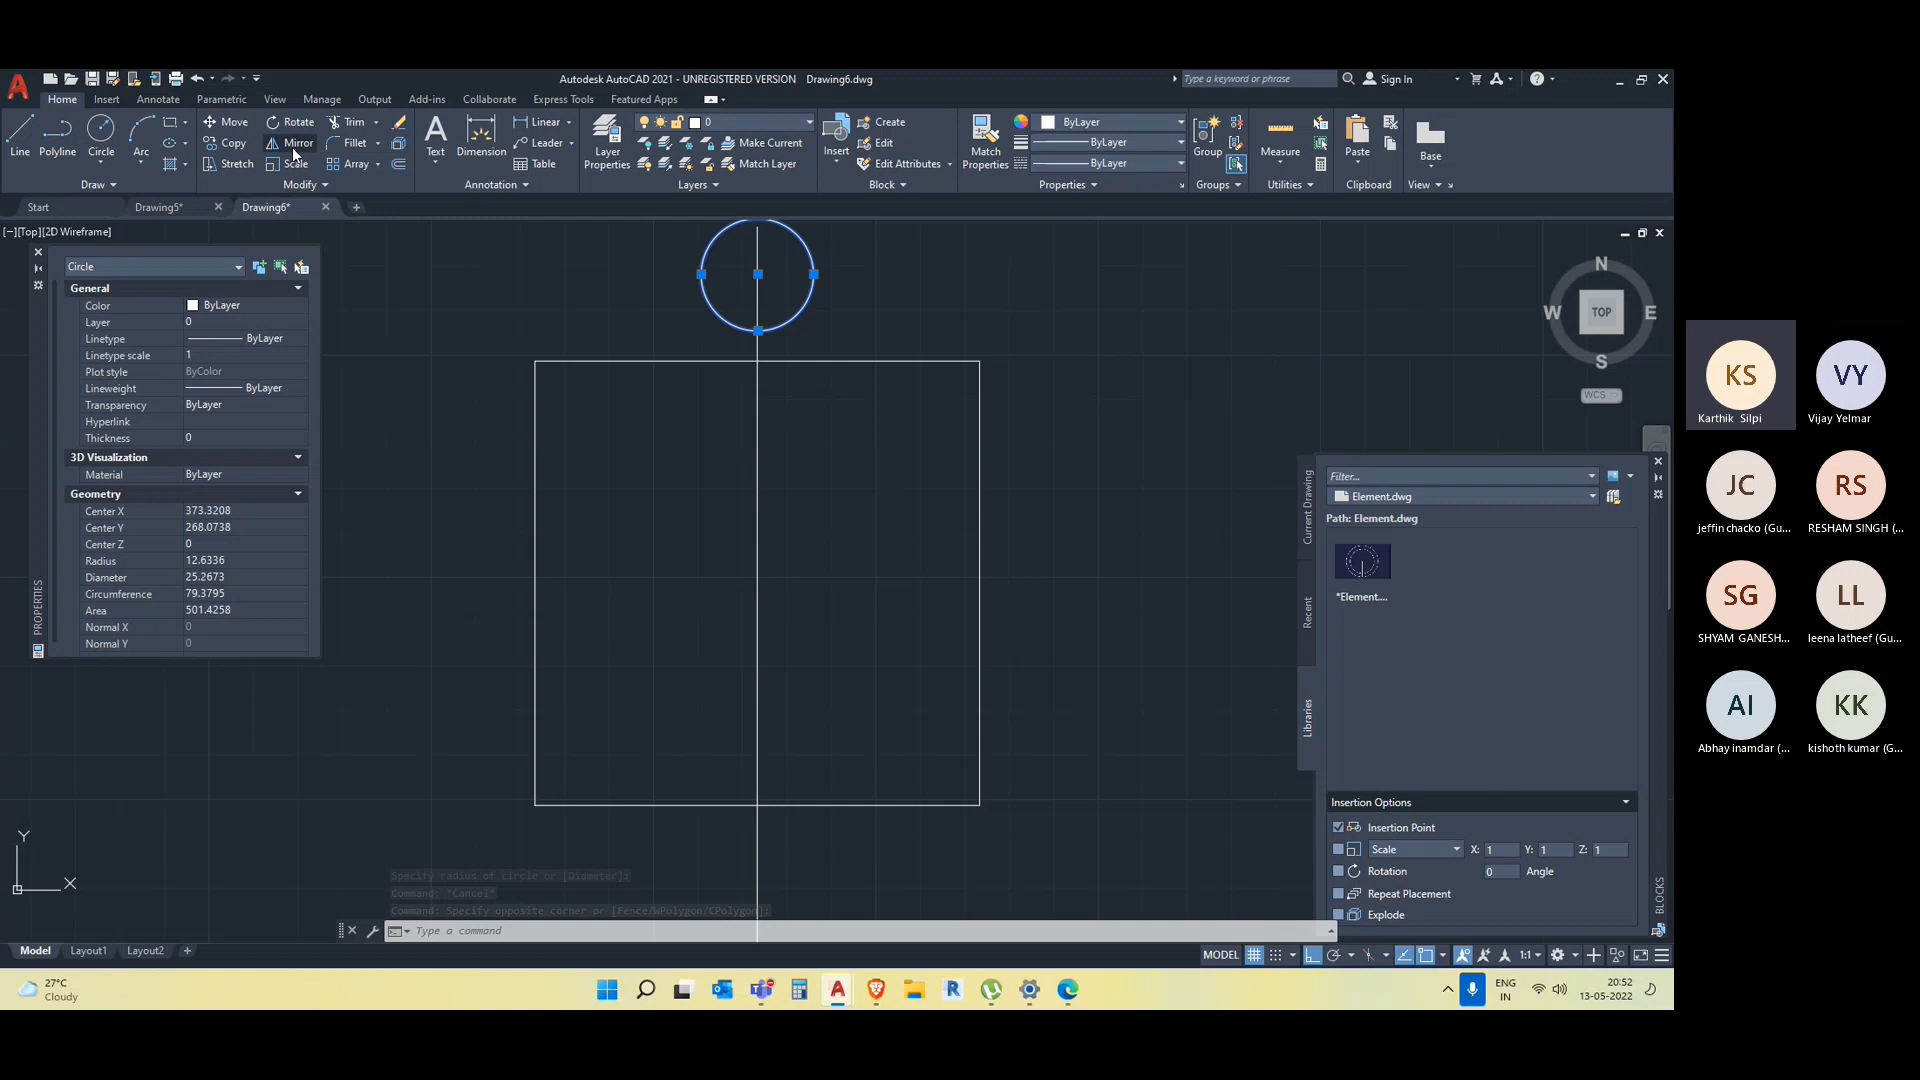 Autodesk AutoCAD 2021 - UNREGISTERED VERSION Drawing6.dwg
Type a keyword or phrase
Sign In
Home Insert Annotate Parametric View Manage Output Add-ins Collaborate Express Tools Featured Apps
Line Polyline Circle Arc
Move Rotate Trim
Copy Mirror Fillet
Stretch Scale Array
Text Dimension
Linear
Leader
Table
Layer Properties
0
Make Current
Match Layer
Insert
Create
Edit
Edit Attributes
Match Properties
ByLayer
ByLayer
ByLayer
Group
Measure
Paste
Base
Draw Modify Annotation Layers Block Properties Groups Utilities Clipboard View
Start Drawing5* Drawing6*
[−][Top][2D Wireframe]
Circle
General
Color ByLayer
Layer 0
Linetype ByLayer
Linetype scale 1
Plot style ByColor
Lineweight ByLayer
Transparency ByLayer
Hyperlink
Thickness 0
3D Visualization
Material ByLayer
Geometry
Center X 373.3208
Center Y 268.0738
Center Z 0
Radius 12.6336
Diameter 25.2673
Circumference 79.3795
Area 501.4258
Normal X 0
Normal Y 0
PROPERTIES
N
W TOP E
S
WCS
Filter...
Element.dwg
Path: Element.dwg
*Element....
Current Drawing
Recent
Libraries
Insertion Options
Insertion Point
Scale X: 1 Y: 1 Z: 1
Rotation 0 Angle
Repeat Placement
Explode
BLOCKS
Y
X
Specify radius of circle or [Diameter]:
Command: *Cancel*
Command: Specify opposite corner or [Fence/WPolygon/CPolygon]:
Type a command
Model Layout1 Layout2 +
MODEL 1:1
27°C
Cloudy
ENG
IN
20:52
13-05-2022
KS
Karthik Silpi
VY
Vijay Yelmar
JC
jeffin chacko (Gu...
RS
RESHAM SINGH (...
SG
SHYAM GANESH...
LL
leena latheef (Gu...
AI
Abhay inamdar (...
KK
kishoth kumar (G...